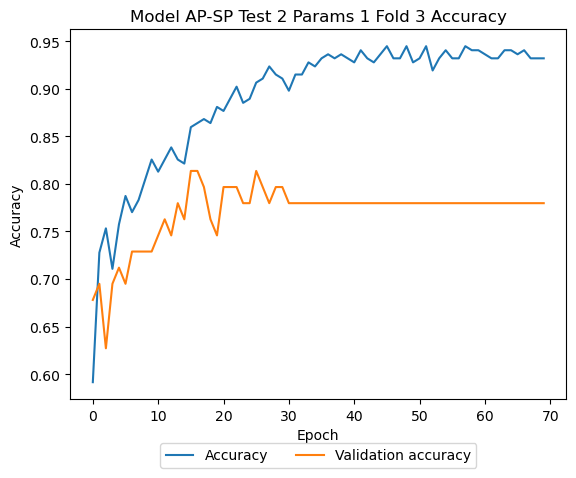 Model AP-SP Test 2 Params 1 Fold 3 Accuracy
0.95
0.90
0.85
0.80
0.75
0.70
0.65
0.60
Accuracy
0 10 20 30 40 50 60 70
Epoch
Accuracy Validation accuracy